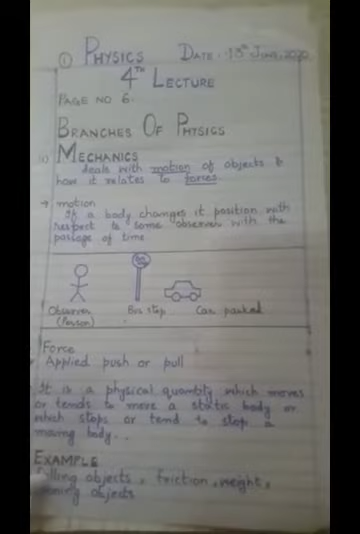 ① PHYSICS DATE: 15th JUNE, 2020
4TH LECTURE
PAGE NO 6.
BRANCHES OF PHYSICS
MECHANICS
deals with motion of objects &
how it relates to forces.
→ motion
If a body changes it position with
respect to some observer with the
passage of time.
Observer Bus stop Car parked
(Person)
Force
Applied push or pull
It is a physical quantity which moves
or tends to move a static body or
which stops or tend to stop a
moving body..
EXAMPLE
Falling objects, friction, weight,
objects